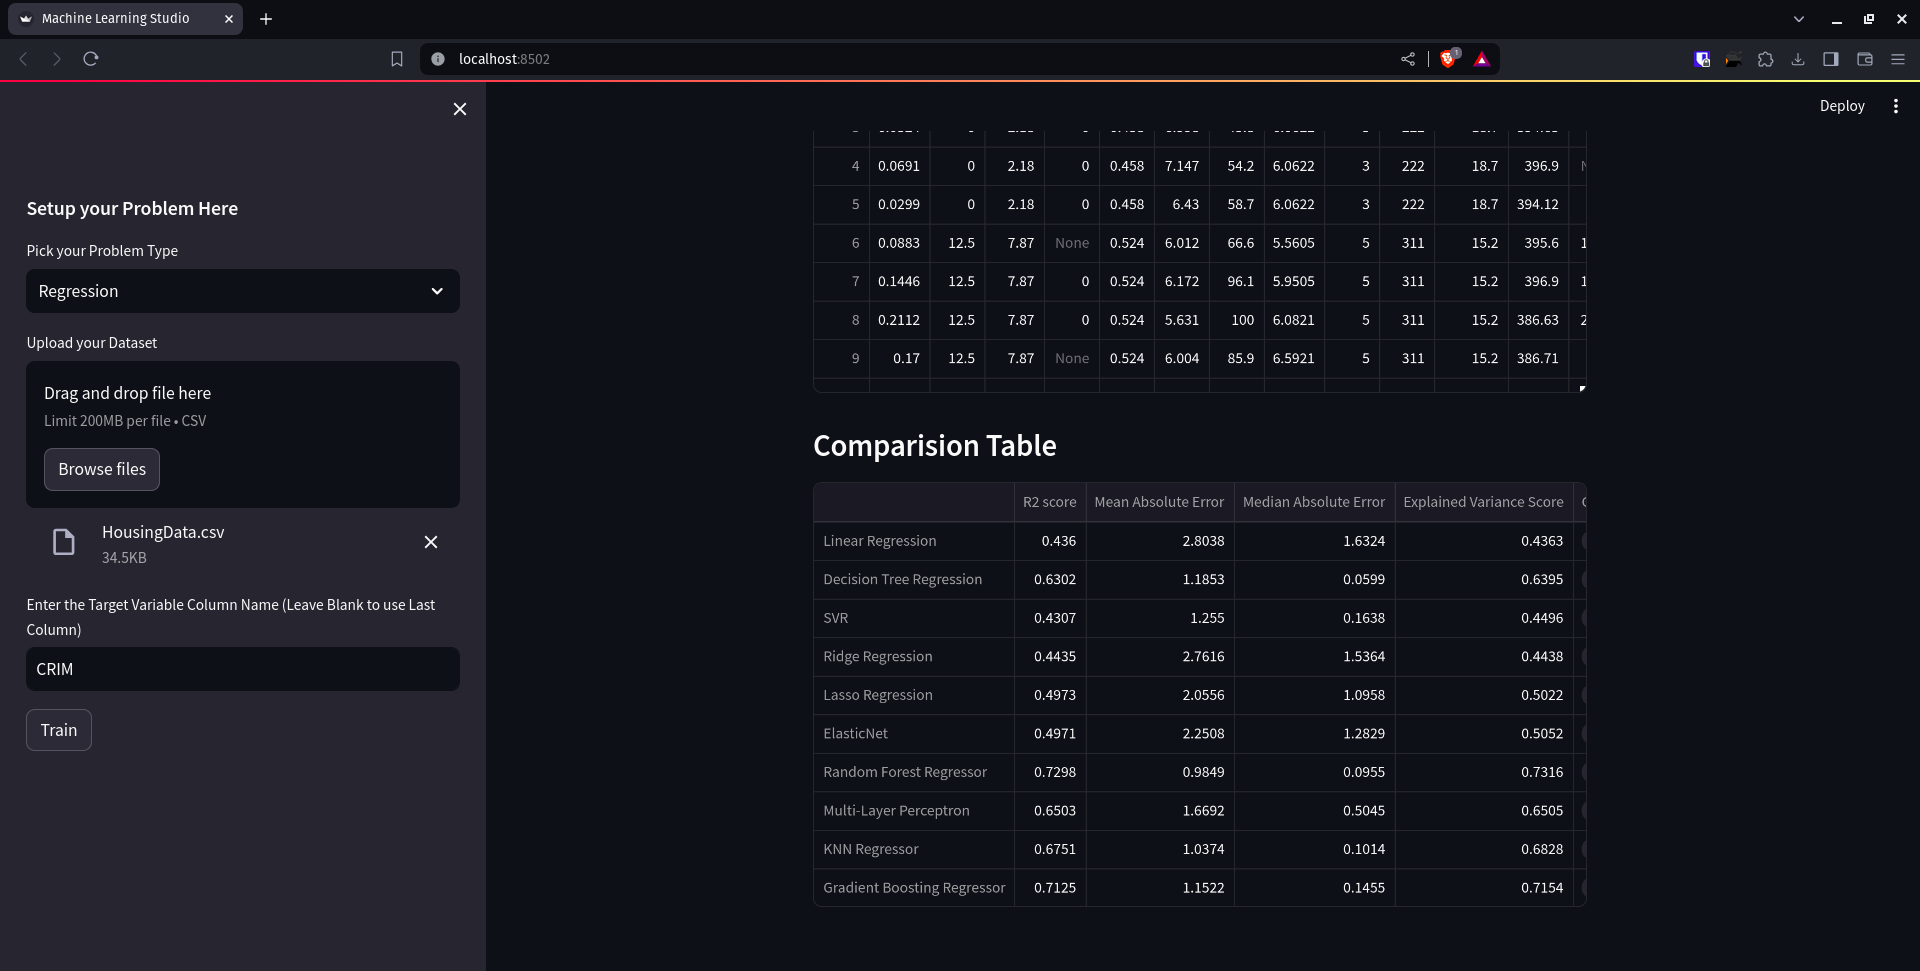 Machine Learning Studio
localhost:8502
Deploy
Setup your Problem Here
Pick your Problem Type
Regression
Upload your Dataset
Drag and drop file here
Limit 200MB per file • CSV
Browse files
HousingData.csv
34.5KB
Enter the Target Variable Column Name (Leave Blank to use Last
Column)
CRIM
Train
4 0.0691 0 2.18 0 0.458 7.147 54.2 6.0622 3 222 18.7 396.9
5 0.0299 0 2.18 0 0.458 6.43 58.7 6.0622 3 222 18.7 394.12
6 0.0883 12.5 7.87 None 0.524 6.012 66.6 5.5605 5 311 15.2 395.6
7 0.1446 12.5 7.87 0 0.524 6.172 96.1 5.9505 5 311 15.2 396.9
8 0.2112 12.5 7.87 0 0.524 5.631 100 6.0821 5 311 15.2 386.63
9 0.17 12.5 7.87 None 0.524 6.004 85.9 6.5921 5 311 15.2 386.71
Comparision Table
R2 score Mean Absolute Error Median Absolute Error Explained Variance Score
Linear Regression 0.436 2.8038 1.6324 0.4363
Decision Tree Regression 0.6302 1.1853 0.0599 0.6395
SVR 0.4307 1.255 0.1638 0.4496
Ridge Regression 0.4435 2.7616 1.5364 0.4438
Lasso Regression 0.4973 2.0556 1.0958 0.5022
ElasticNet 0.4971 2.2508 1.2829 0.5052
Random Forest Regressor 0.7298 0.9849 0.0955 0.7316
Multi-Layer Perceptron 0.6503 1.6692 0.5045 0.6505
KNN Regressor 0.6751 1.0374 0.1014 0.6828
Gradient Boosting Regressor 0.7125 1.1522 0.1455 0.7154